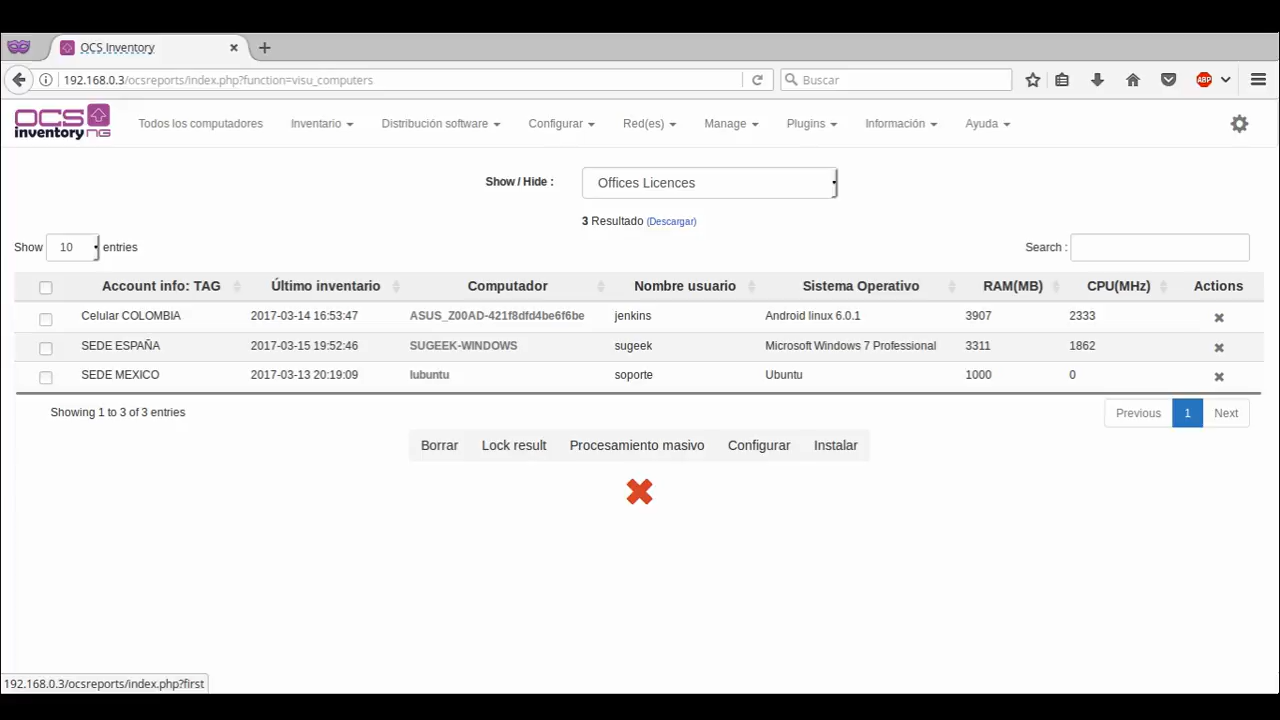 OCS Inventory
192.168.0.3/ocsreports/index.php?function=visu_computers
Buscar
ABP
OCS
inventory NG
Todos los computadores Inventario Distribución software Configurar Red(es) Manage Plugins Información Ayuda
Show / Hide : Offices Licences
3 Resultado (Descargar)
Show 10 entries Search :
Account info: TAG Último inventario Computador Nombre usuario Sistema Operativo RAM(MB) CPU(MHz) Actions
Celular COLOMBIA 2017-03-14 16:53:47 ASUS_Z00AD-421f8dfd4be6f6be jenkins Android linux 6.0.1 3907 2333
SEDE ESPAÑA 2017-03-15 19:52:46 SUGEEK-WINDOWS sugeek Microsoft Windows 7 Professional 3311 1862
SEDE MEXICO 2017-03-13 20:19:09 lubuntu soporte Ubuntu 1000 0
Showing 1 to 3 of 3 entries Previous 1 Next
Borrar Lock result Procesamiento masivo Configurar Instalar
192.168.0.3/ocsreports/index.php?first